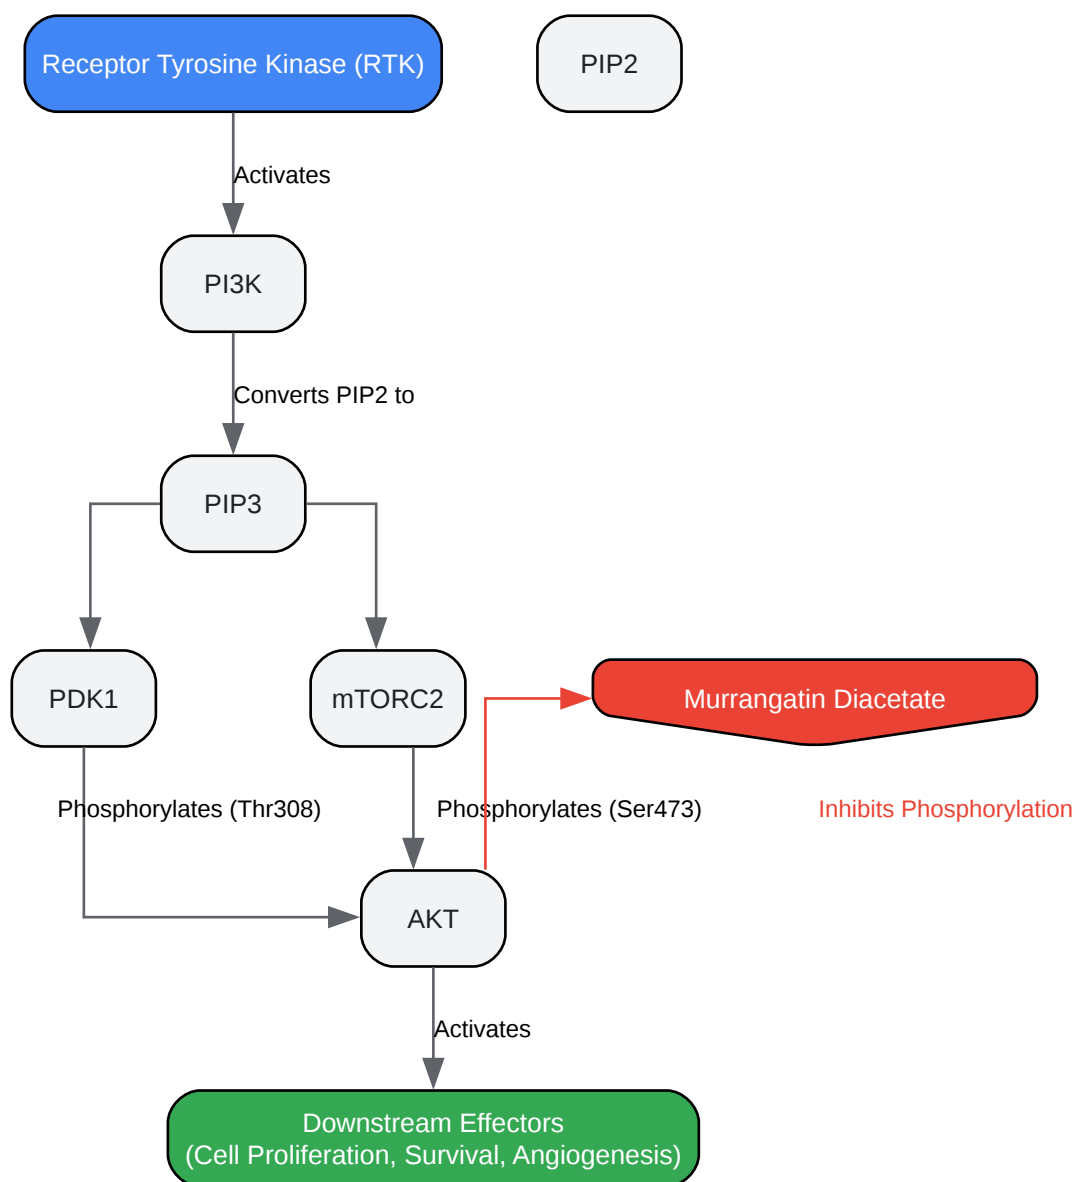 Receptor Tyrosine Kinase (RTK)
PIP2
Activates
PI3K
Converts PIP2 to
PIP3
PDK1
mTORC2
Murrangatin Diacetate
Phosphorylates (Thr308)
Phosphorylates (Ser473)
Inhibits Phosphorylation
AKT
Activates
Downstream Effectors
(Cell Proliferation, Survival, Angiogenesis)